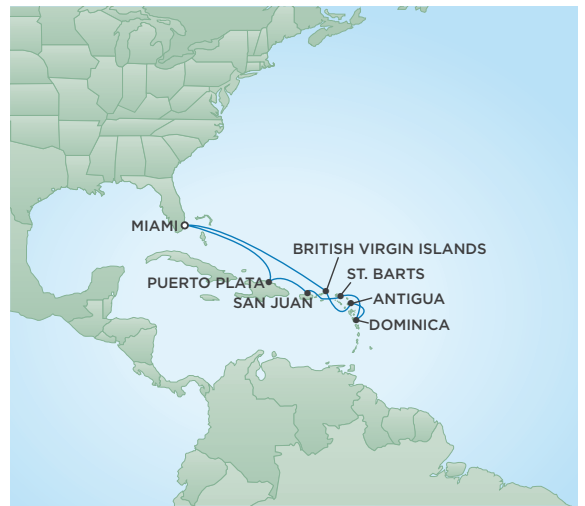 MIAMI
BRITISH VIRGIN ISLANDS
ST. BARTS
PUERTO PLATA
SAN JUAN
ANTIGUA
DOMINICA